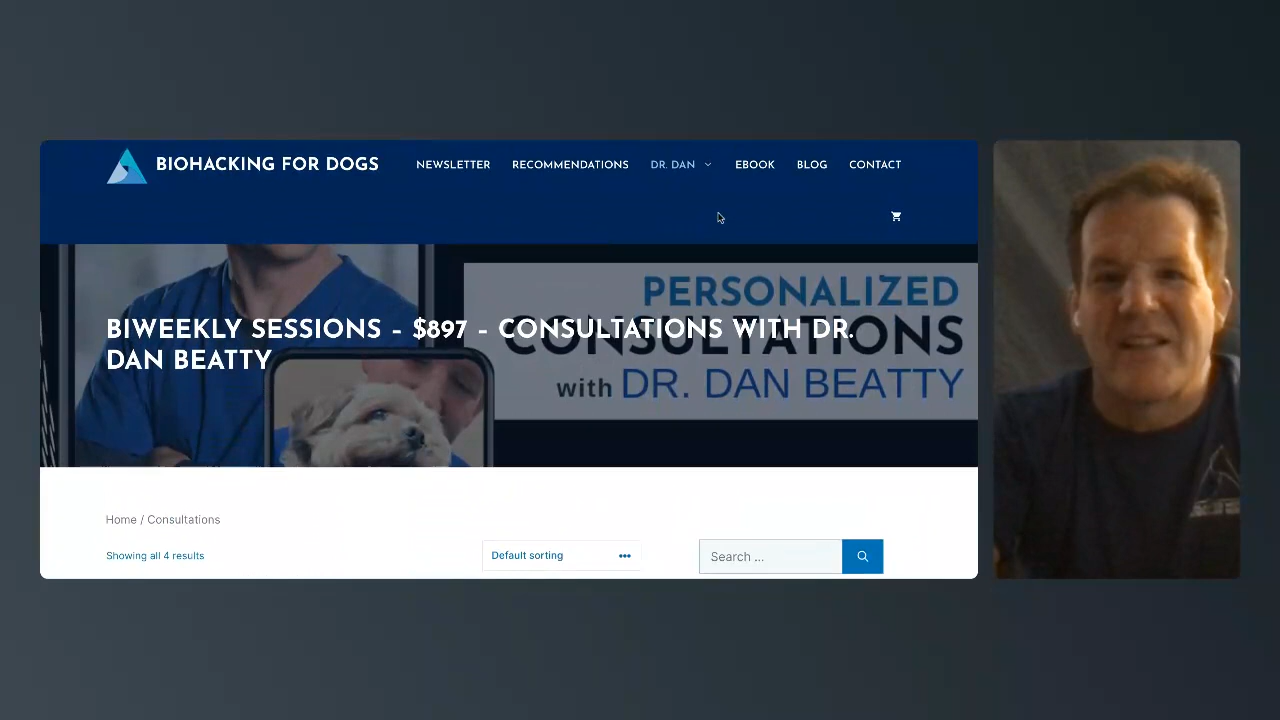 BIOHACKING FOR DOGS
NEWSLETTER RECOMMENDATIONS DR. DAN EBOOK BLOG CONTACT
PERSONALIZED
CONSULTATIONS
with DR. DAN BEATTY
BIWEEKLY SESSIONS – $897 – CONSULTATIONS WITH DR.
DAN BEATTY
Home / Consultations
Showing all 4 results
Default sorting
Search ...